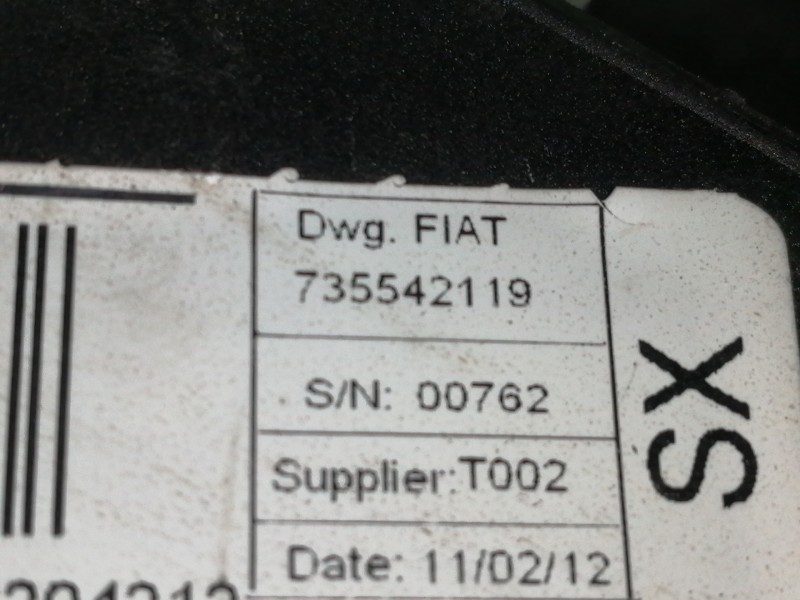 Dwg. FIAT
735542119
S/N: 00762
Supplier:T002
Date: 11/02/12
SX